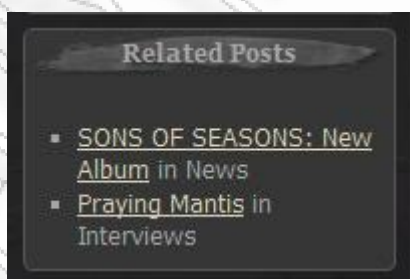 Related Posts
SONS OF SEASONS: New
Album in News
Praying Mantis in
Interviews